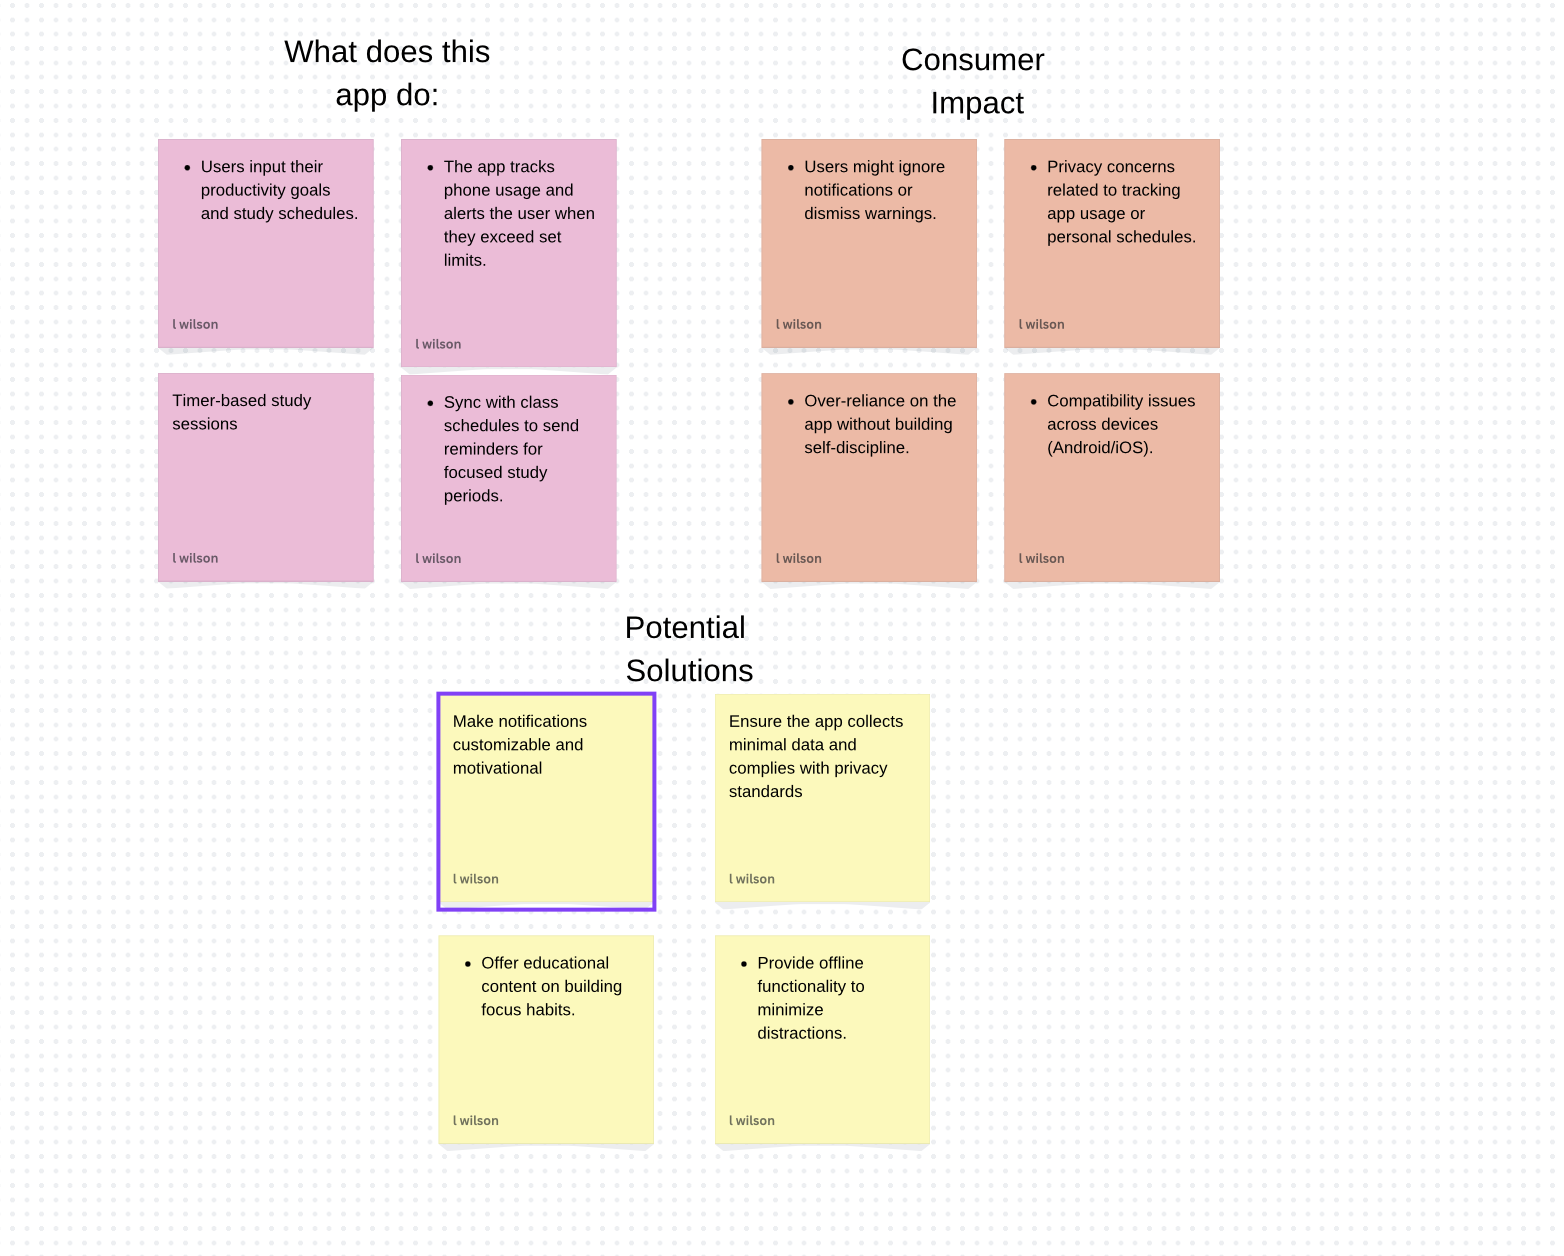 What does this
app do:
Consumer
Impact
• Users input their
productivity goals
and study schedules.
l wilson
• The app tracks
phone usage and
alerts the user when
they exceed set
limits.
l wilson
• Users might ignore
notifications or
dismiss warnings.
l wilson
• Privacy concerns
related to tracking
app usage or
personal schedules.
l wilson
Timer-based study
sessions
l wilson
• Sync with class
schedules to send
reminders for
focused study
periods.
l wilson
• Over-reliance on the
app without building
self-discipline.
l wilson
• Compatibility issues
across devices
(Android/iOS).
l wilson
Potential
Solutions
Make notifications
customizable and
motivational
l wilson
Ensure the app collects
minimal data and
complies with privacy
standards
l wilson
• Offer educational
content on building
focus habits.
l wilson
• Provide offline
functionality to
minimize
distractions.
l wilson